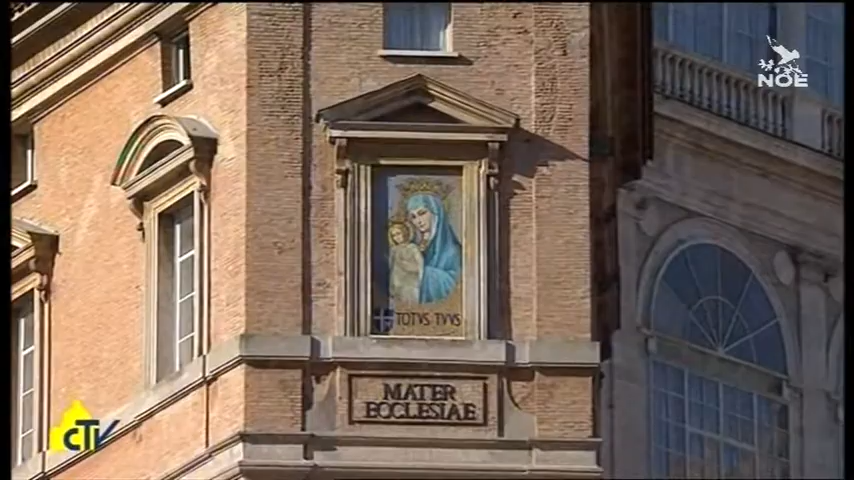 NOE
TOTVS TVVS
MATER
ECCLESIAE
CTV